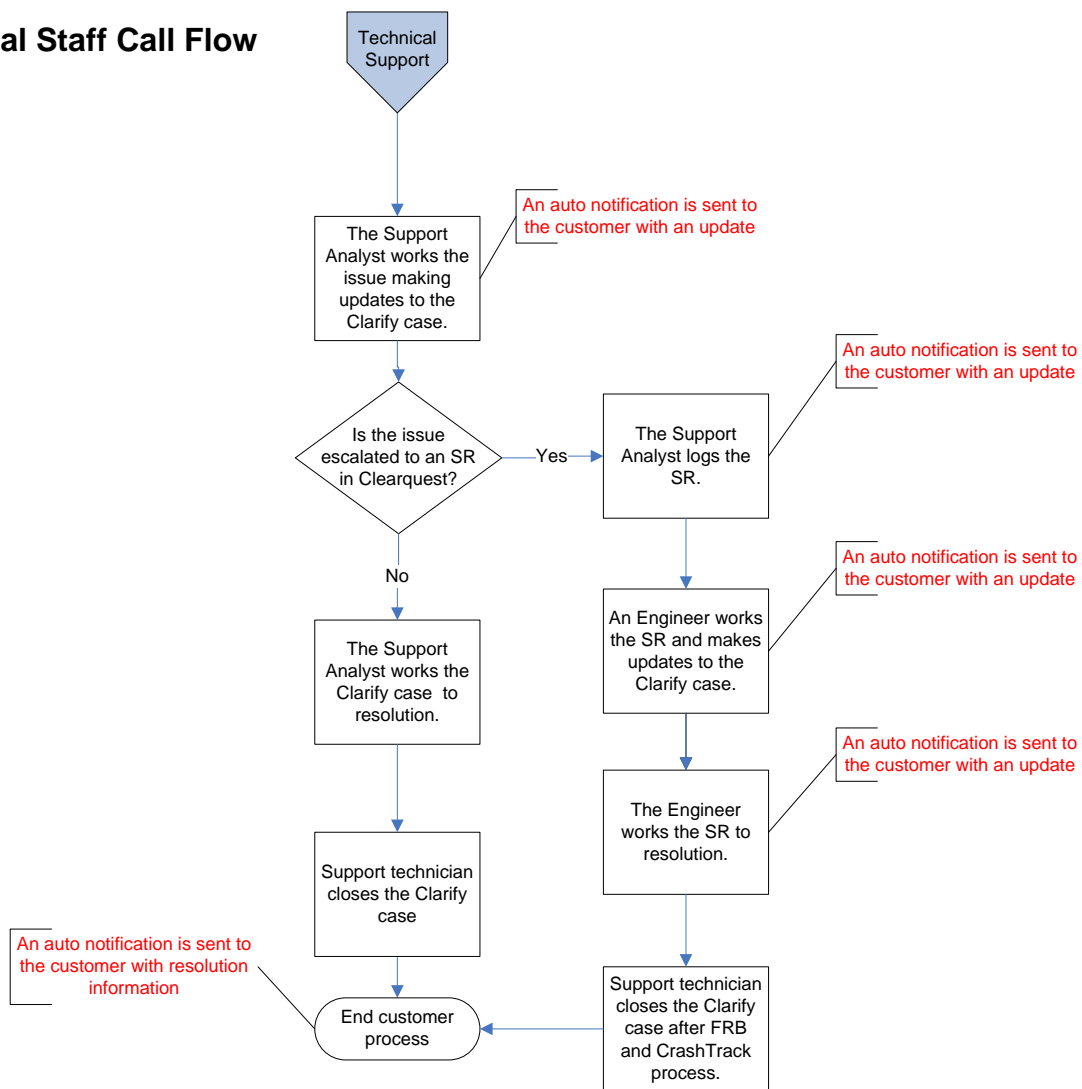 al Staff Call Flow
Technical
Support
An auto notification is sent to
the customer with an update
The Support
Analyst works the
issue making
updates to the
Clarify case.
An auto notification is sent to
the customer with an update
Is the issue
escalated to an SR
in Clearquest?
Yes
The Support
Analyst logs the
SR.
An auto notification is sent to
the customer with an update
No
An Engineer works
the SR and makes
updates to the
Clarify case.
The Support
Analyst works the
Clarify case to
resolution.
An auto notification is sent to
the customer with an update
The Engineer
works the SR to
resolution.
Support technician
closes the Clarify
case
An auto notification is sent to
the customer with resolution
information
End customer
process
Support technician
closes the Clarify
case after FRB
and CrashTrack
process.